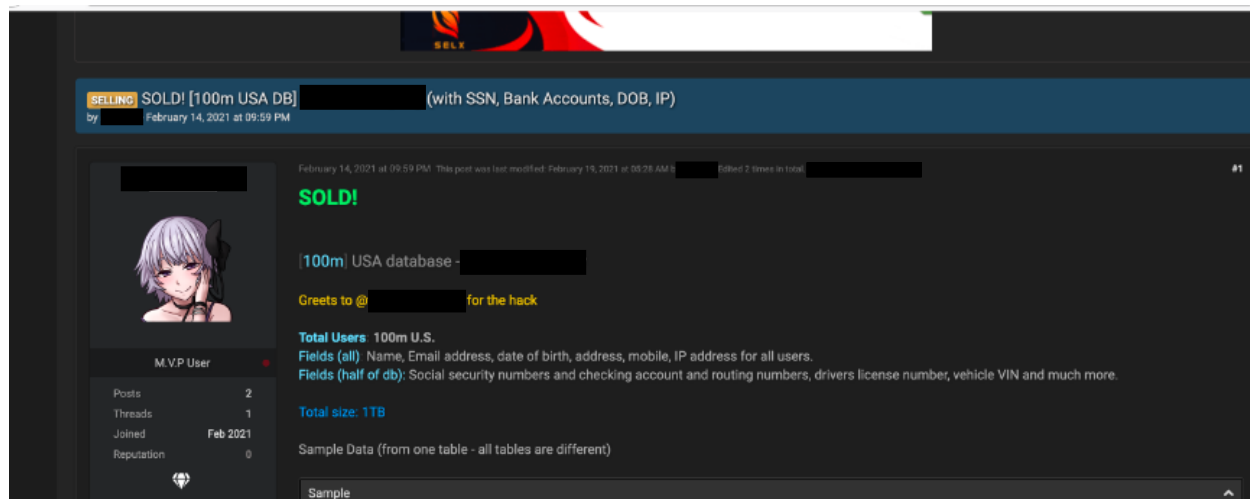 SELX
SELLING SOLD! [100m USA DB] (with SSN, Bank Accounts, DOB, IP)
by February 14, 2021 at 09:59 PM
February 14, 2021 at 09:59 PM This post was last modified: February 19, 2021 at 05:28 AM b Edited 2 times in total. #1
SOLD!
[100m] USA database -
Greets to @ for the hack
Total Users: 100m U.S.
Fields (all) Name, Email address, date of birth, address, mobile, IP address for all users.
Fields (half of db): Social security numbers and checking account and routing numbers, drivers license number, vehicle VIN and much more.
M.V.P User
Posts 2
Threads 1
Joined Feb 2021
Reputation 0
Total size: 1TB
Sample Data (from one table - all tables are different)
Sample